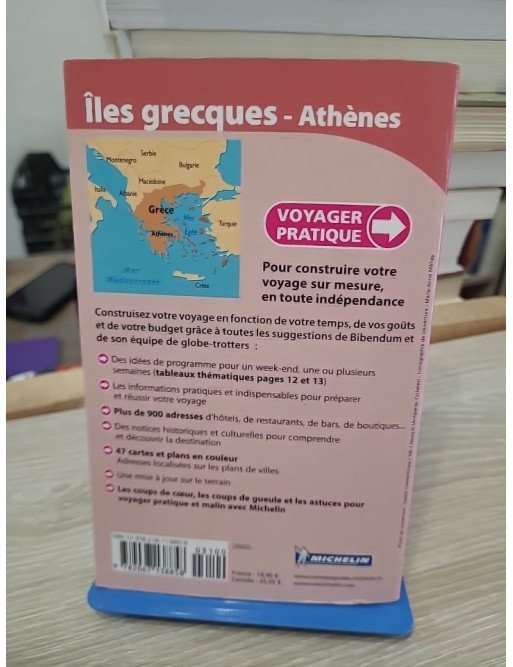 Îles grecques - Athènes
Serbie
Montenegro
Bulgarie
Macédoine
Italie
Albanie
Grèce
Mer
Egée
Turquie
Athènes
Mer
Méditerranée
Crète
VOYAGER
PRATIQUE
Pour construire votre
voyage sur mesure,
en toute indépendance
Construisez votre voyage en fonction de votre temps, de vos goûts
et de votre budget grâce à toutes les suggestions de Bibendum et
de son équipe de globe-trotters :
Des idées de programme pour un week-end, une ou plusieurs
semaines (tableaux thématiques pages 12 et 13)
Les informations pratiques et indispensables pour préparer
et réussir votre voyage
Plus de 900 adresses d'hôtels, de restaurants, de bars, de boutiques...
Des notices historiques et culturelles pour comprendre
et découvrir la destination
47 cartes et plans en couleur
Adresses localisées sur les plans de villes
Une mise à jour sur le terrain
Les coups de cœur, les coups de gueule et les astuces pour
voyager pratique et malin avec Michelin
03100
MICHELIN
France : 14,90 €